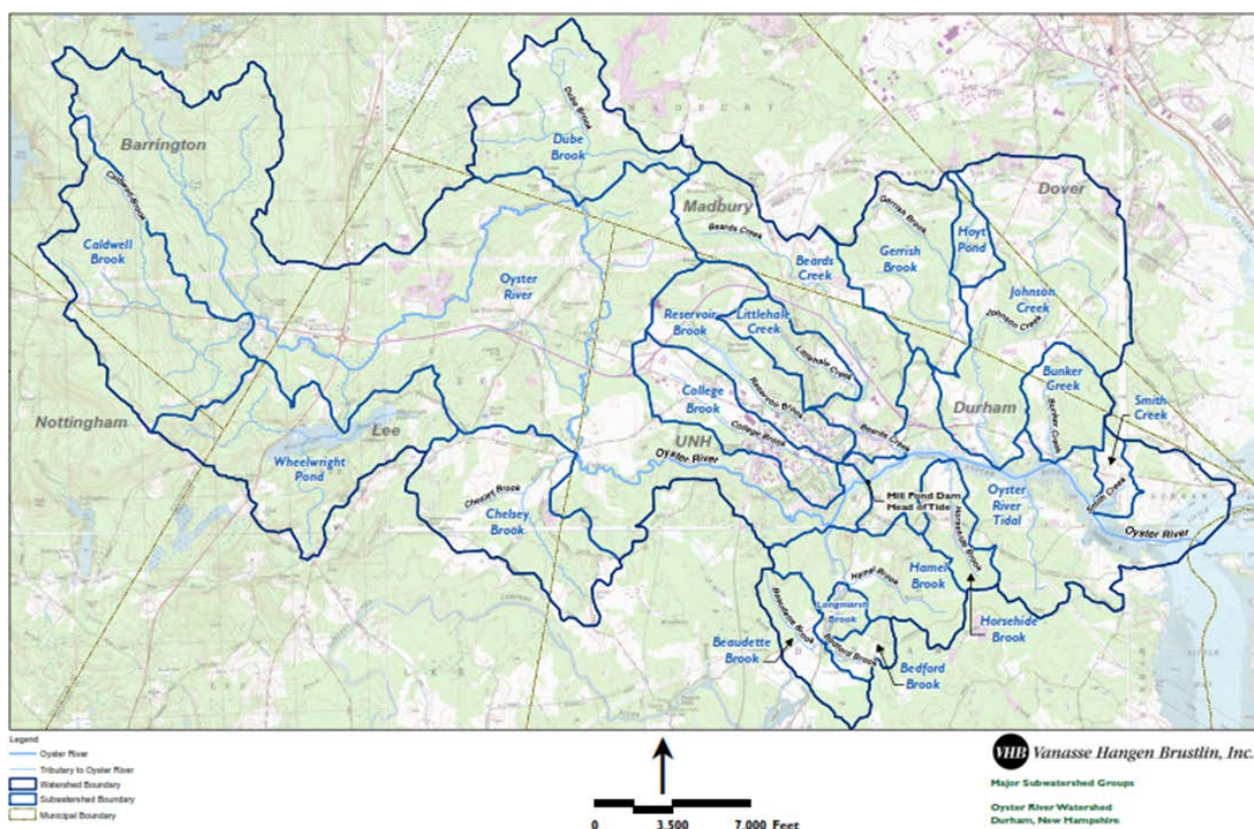 MADBURY
Dube Brook
Dube
Brook
Barrington
Caldwell Brook
Caldwell
Brook
Madbury
Beards Creek
Beards
Creek
Gerrish Brook
Gerrish
Brook
Hoyt
Pond
Dover
Johnson
Creek
Johnson Creek
Oyster
River
Reservoir
Brook
Littlehale
Creek
Littlehale Creek
Reservoir Brook
College
Brook
College Brook
Beards Creek
Bunker
Creek
Bunker Creek
Smith
Creek
Smith Creek
Durham
Nottingham
Lee
Wheelwright
Pond
UNH
Oyster River
Chesley Brook
Chelsey
Brook
Mill Pond Dam
Head of Tide
Oyster
River
Tidal
Oyster River
Horsehide Brook
Hamel
Brook
Hamel Brook
Longmarsh
Brook
Beaudette Brook
Bedford Brook
Beaudette
Brook
Bedford
Brook
Horsehide
Brook
Legend
Oyster River
Tributary to Oyster River
Watershed Boundary
Subwatershed Boundary
Municipal Boundary
0 3,500 7,000 Feet
VHB Vanasse Hangen Brustlin, Inc.
Major Subwatershed Groups
Oyster River Watershed
Durham, New Hampshire